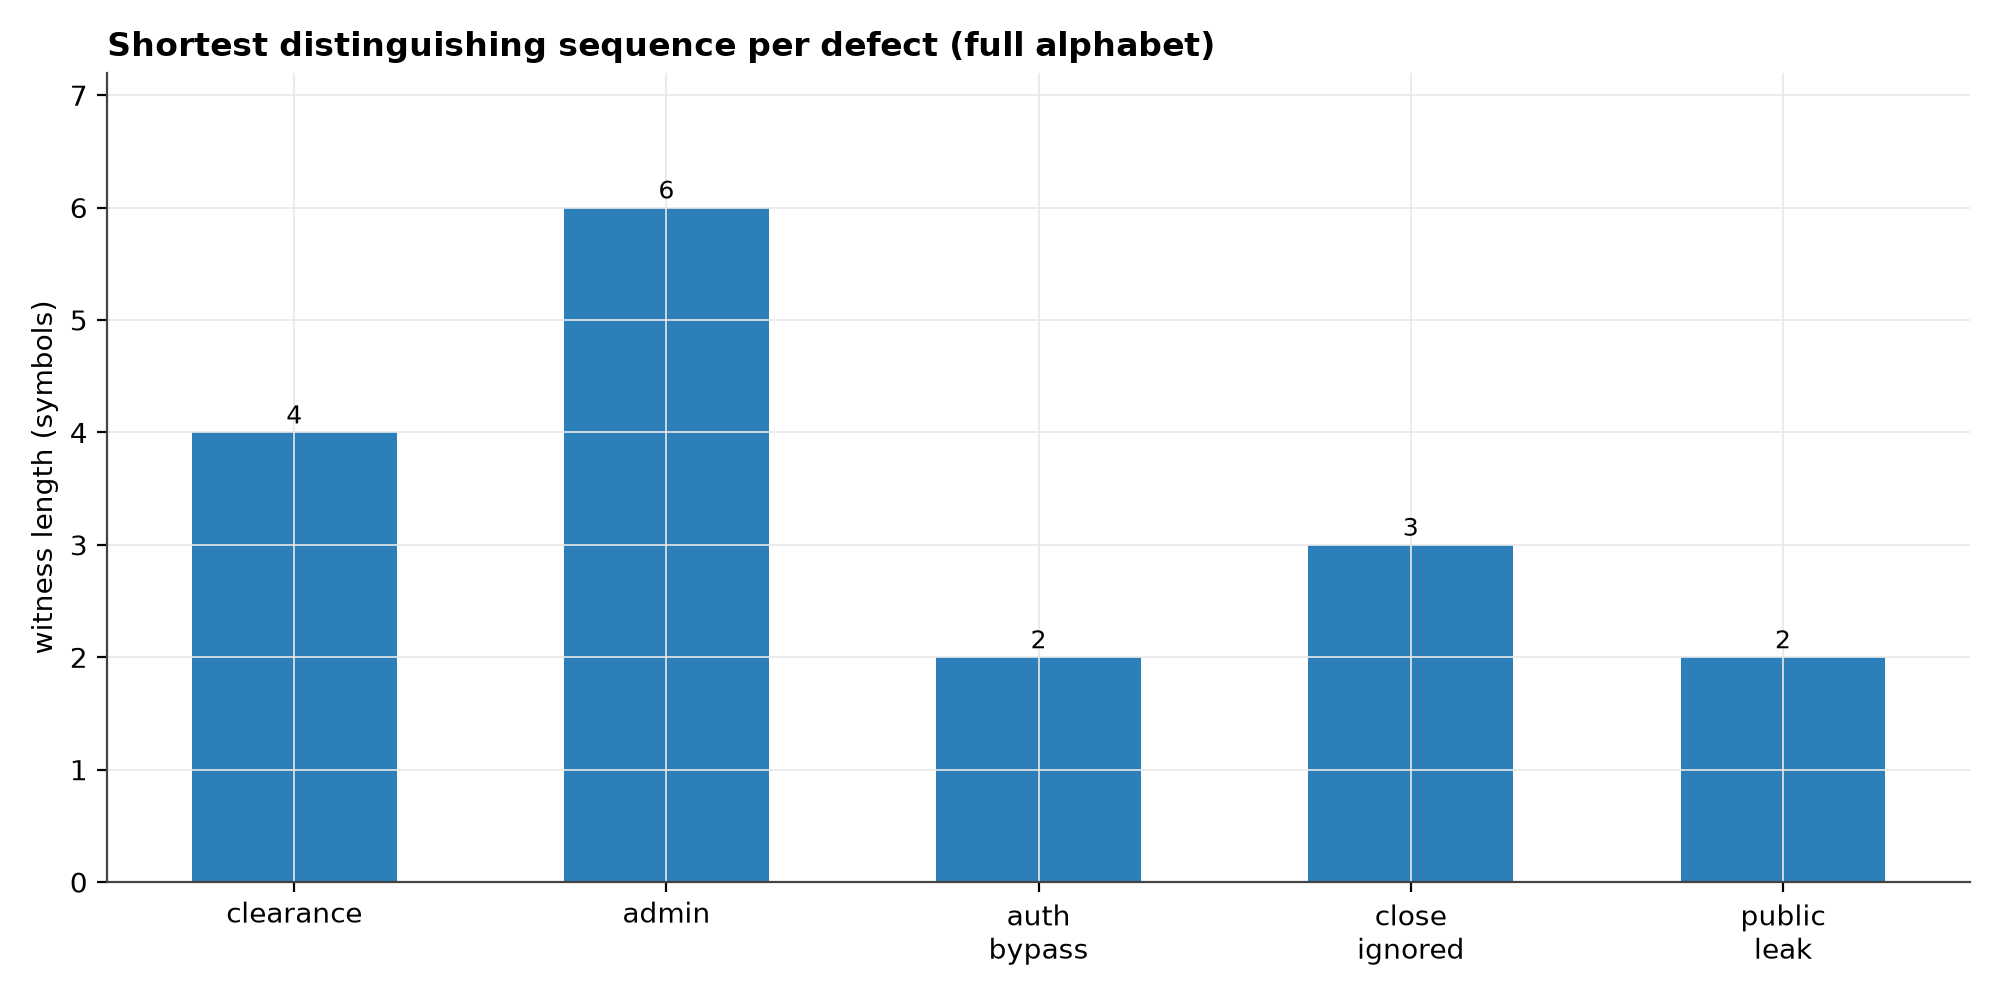 Shortest distinguishing sequence per defect (full alphabet)
witness length (symbols)
7
6
5
4
3
2
1
0
4
6
2
3
2
clearance
admin
auth
bypass
close
ignored
public
leak